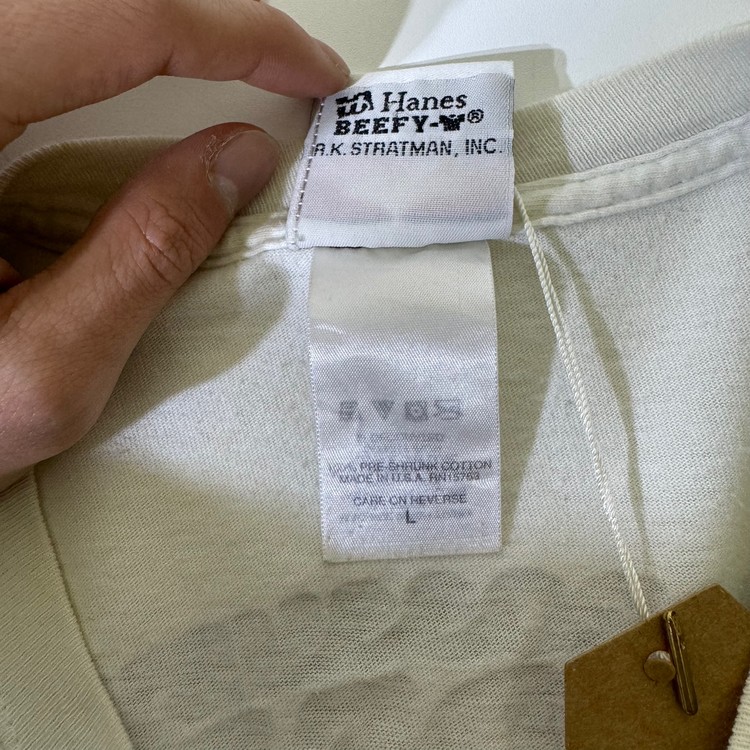 Hanes
BEEFY-T®
R.K. STRATMAN, INC.
100% PRE-SHRUNK COTTON
MADE IN U.S.A. RN15763
CARE ON REVERSE
L